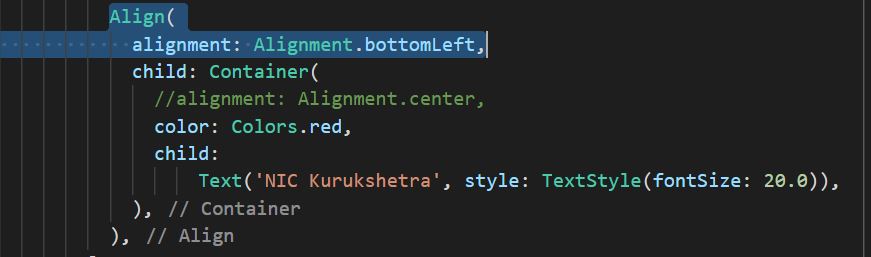 Align(
alignment: Alignment.bottomLeft,
child: Container(
//alignment: Alignment.center,
color: Colors.red,
child:
Text('NIC Kurukshetra', style: TextStyle(fontSize: 20.0)),
), // Container
), // Align